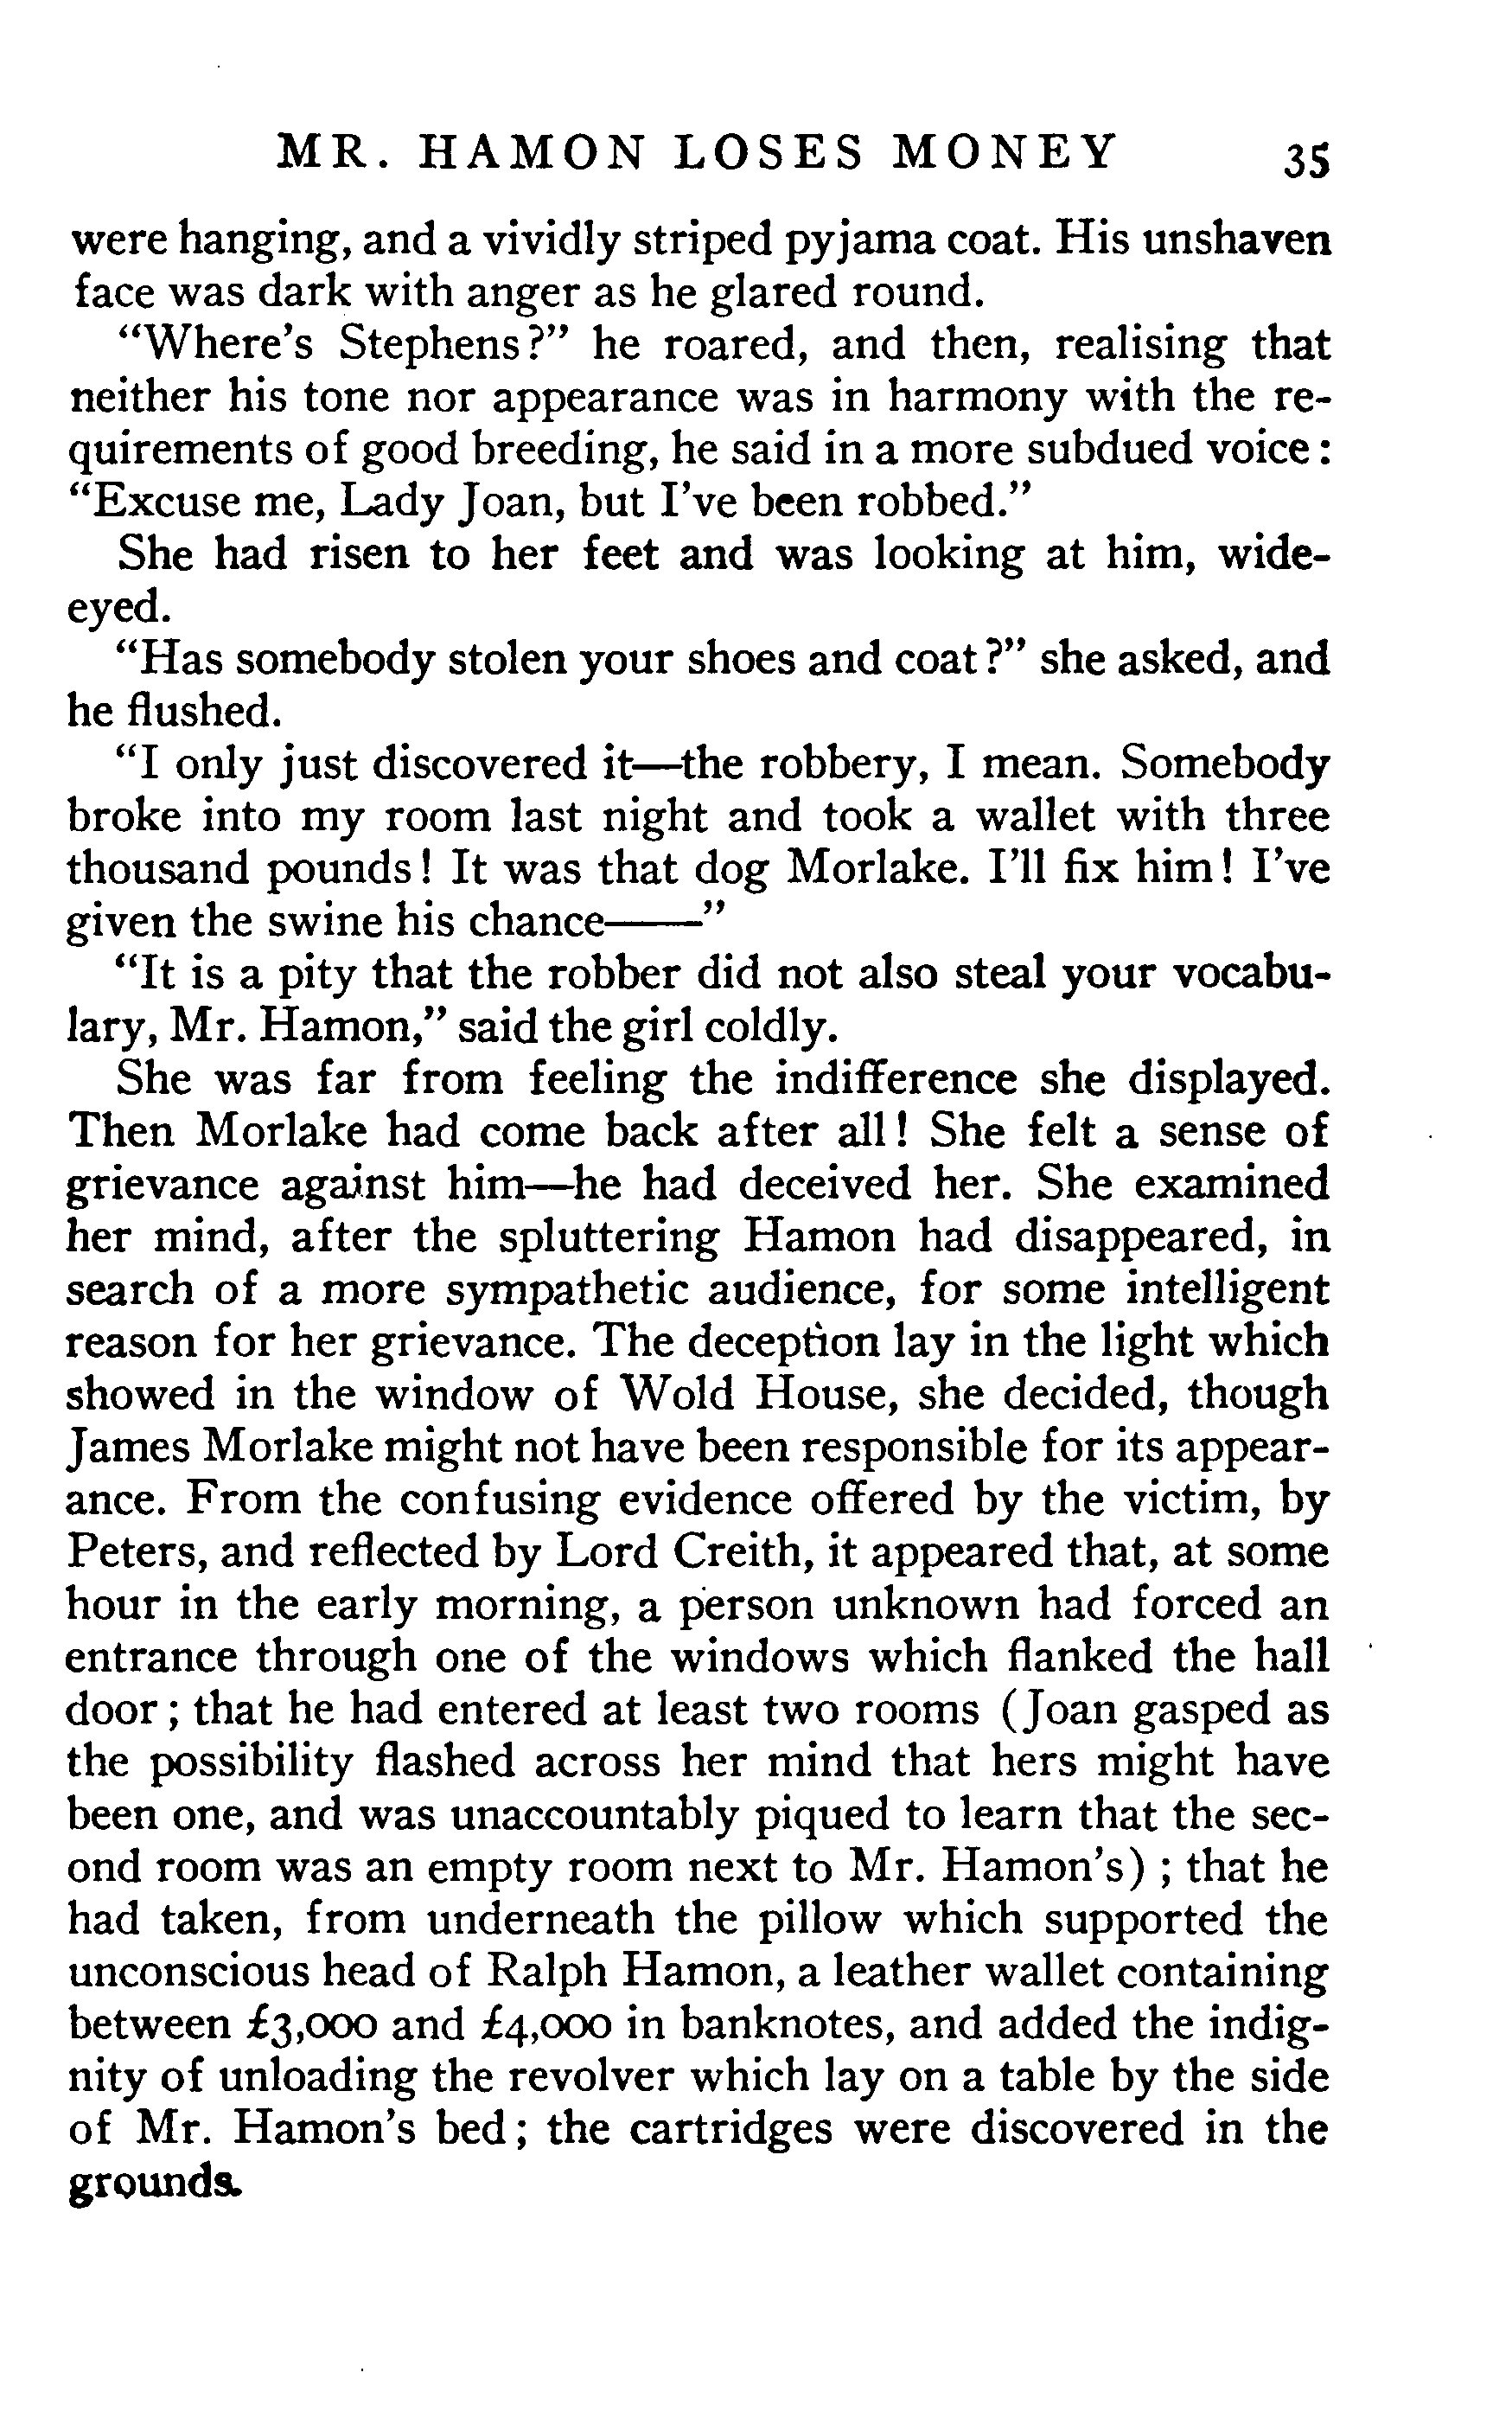 MR. HAMON LOSES MONEY 35
were hanging, and a vividly striped pyjama coat. His unshaven
face was dark with anger as he glared round.
“Where’s Stephens?” he roared, and then, realising that
neither his tone nor appearance was in harmony with the re-
quirements of good breeding, he said in a more subdued voice:
“Excuse me, Lady Joan, but I’ve been robbed.”
She had risen to her feet and was looking at him, wide-
eyed.
“Has somebody stolen your shoes and coat?” she asked, and
he flushed.
“I only just discovered it—the robbery, I mean. Somebody
broke into my room last night and took a wallet with three
thousand pounds! It was that dog Morlake. I’ll fix him! I’ve
given the swine his chance——”
“It is a pity that the robber did not also steal your vocabu-
lary, Mr. Hamon,” said the girl coldly.
She was far from feeling the indifference she displayed.
Then Morlake had come back after all! She felt a sense of
grievance against him—he had deceived her. She examined
her mind, after the spluttering Hamon had disappeared, in
search of a more sympathetic audience, for some intelligent
reason for her grievance. The deception lay in the light which
showed in the window of Wold House, she decided, though
James Morlake might not have been responsible for its appear-
ance. From the confusing evidence offered by the victim, by
Peters, and reflected by Lord Creith, it appeared that, at some
hour in the early morning, a person unknown had forced an
entrance through one of the windows which flanked the hall
door; that he had entered at least two rooms (Joan gasped as
the possibility flashed across her mind that hers might have
been one, and was unaccountably piqued to learn that the sec-
ond room was an empty room next to Mr. Hamon’s) ; that he
had taken, from underneath the pillow which supported the
unconscious head of Ralph Hamon, a leather wallet containing
between £3,000 and £4,000 in banknotes, and added the indig-
nity of unloading the revolver which lay on a table by the side
of Mr. Hamon’s bed; the cartridges were discovered in the
grounds.